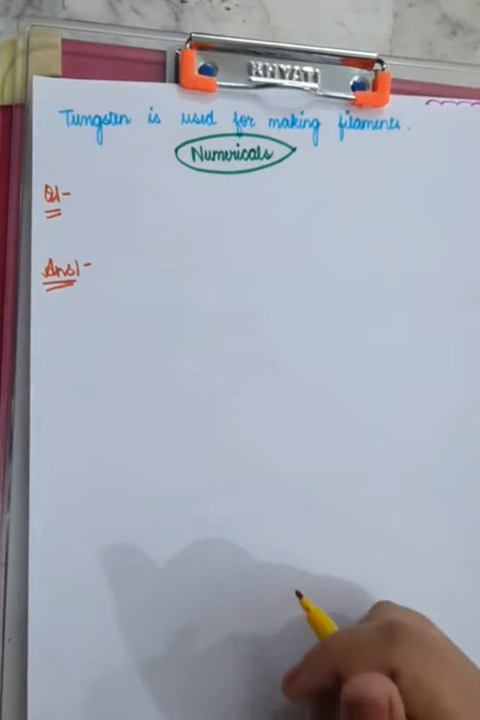 KHYATI
Tungsten is used for making filaments.
Numericals
Q1-
Ans1-